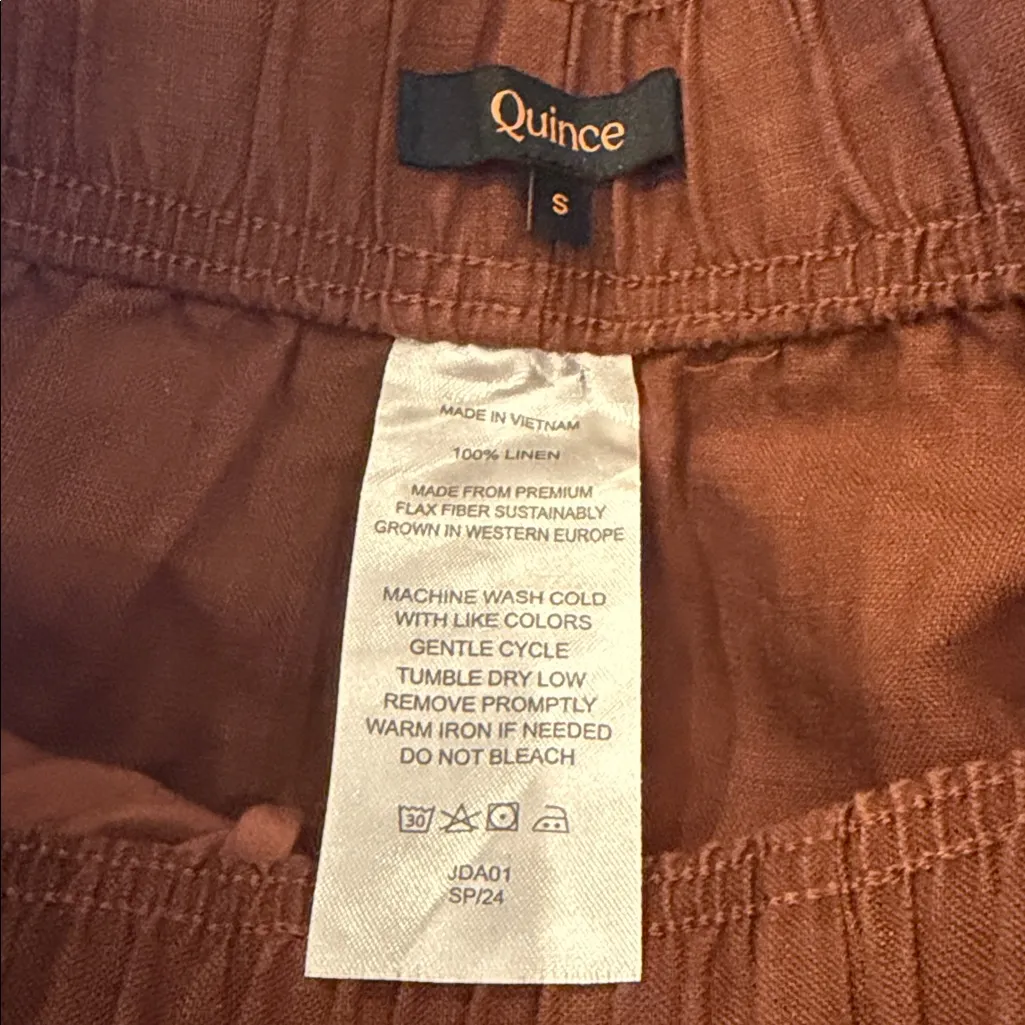 Quince
S
MADE IN VIETNAM
100% LINEN
MADE FROM PREMIUM
FLAX FIBER SUSTAINABLY
GROWN IN WESTERN EUROPE
MACHINE WASH COLD
WITH LIKE COLORS
GENTLE CYCLE
TUMBLE DRY LOW
REMOVE PROMPTLY
WARM IRON IF NEEDED
DO NOT BLEACH
30
JDA01
SP/24